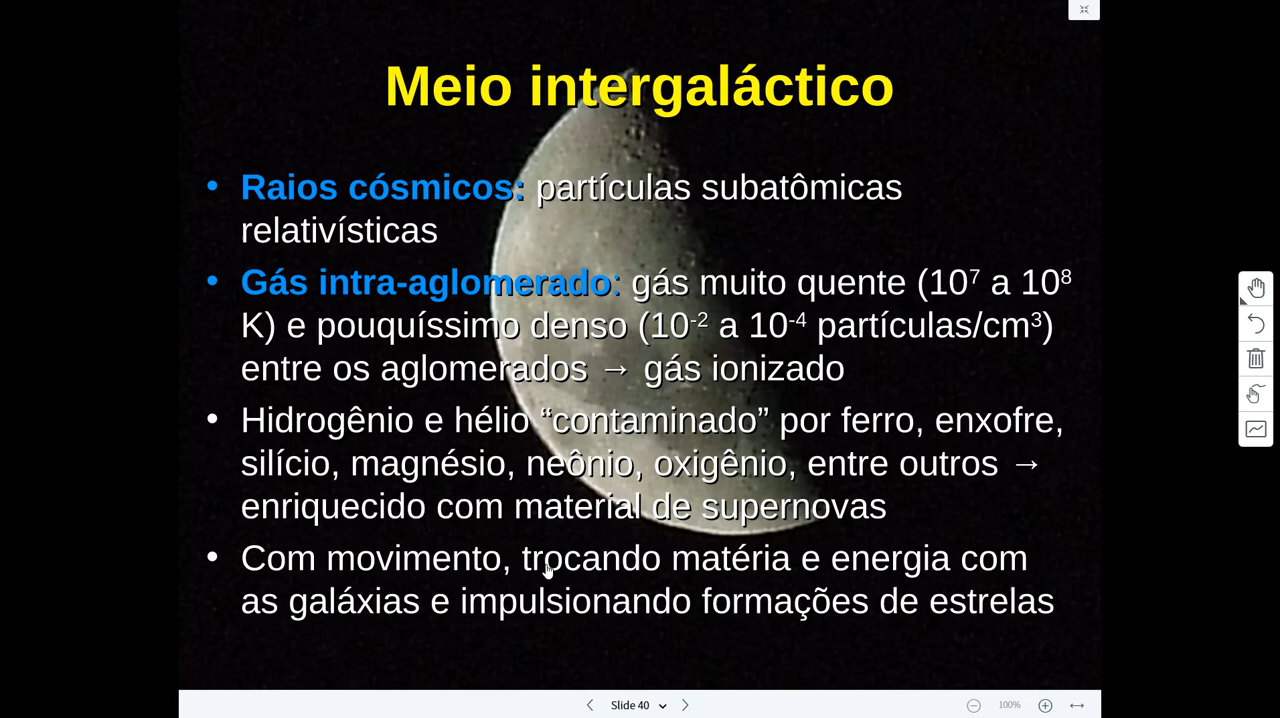 Meio intergaláctico
• Raios cósmicos: partículas subatômicas
relativísticas
• Gás intra-aglomerado: gás muito quente (10⁷ a 10⁸
K) e pouquíssimo denso (10⁻² a 10⁻⁴ partículas/cm³)
entre os aglomerados → gás ionizado
• Hidrogênio e hélio “contaminado” por ferro, enxofre,
silício, magnésio, neônio, oxigênio, entre outros →
enriquecido com material de supernovas
• Com movimento, trocando matéria e energia com
as galáxias e impulsionando formações de estrelas
Slide 40
100%